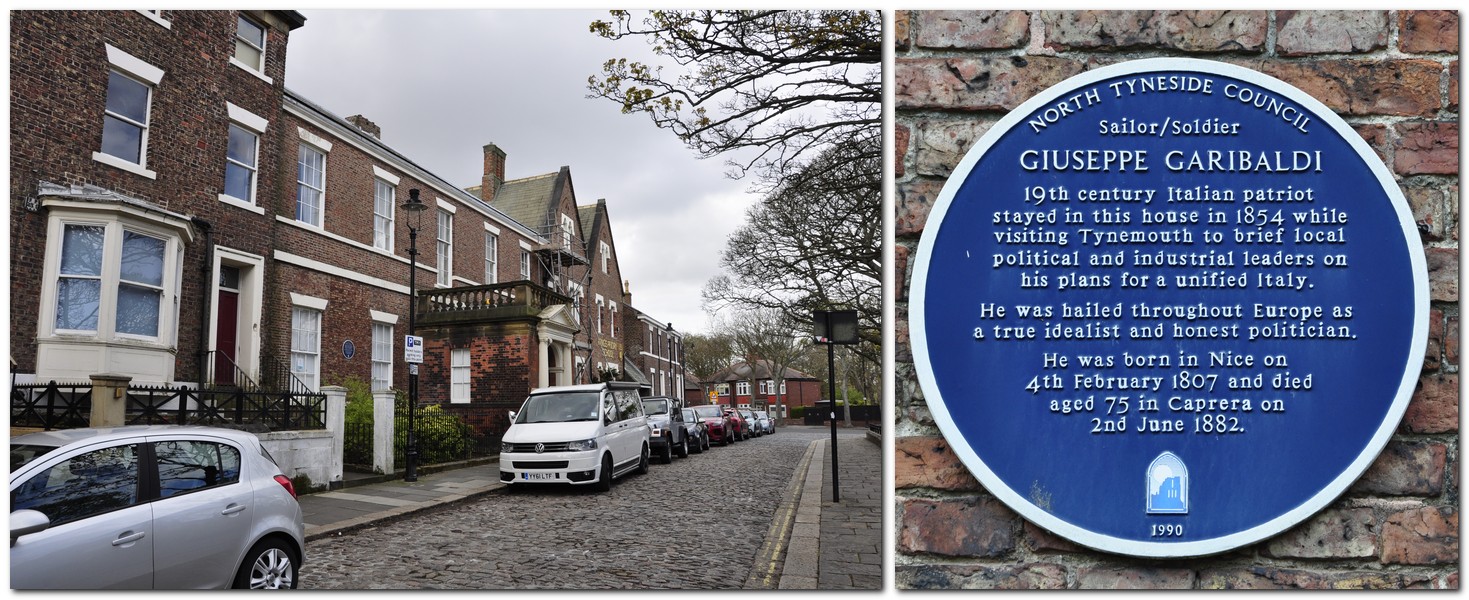 YY61 LTF
NORTH TYNESIDE COUNCIL
Sailor/Soldier
GIUSEPPE GARIBALDI
19th century Italian patriot
stayed in this house in 1854 while
visiting Tynemouth to brief local
political and industrial leaders on
his plans for a unified Italy.
He was hailed throughout Europe as
a true idealist and honest politician.
He was born in Nice on
4th February 1807 and died
aged 75 in Caprera on
2nd June 1882.
1990